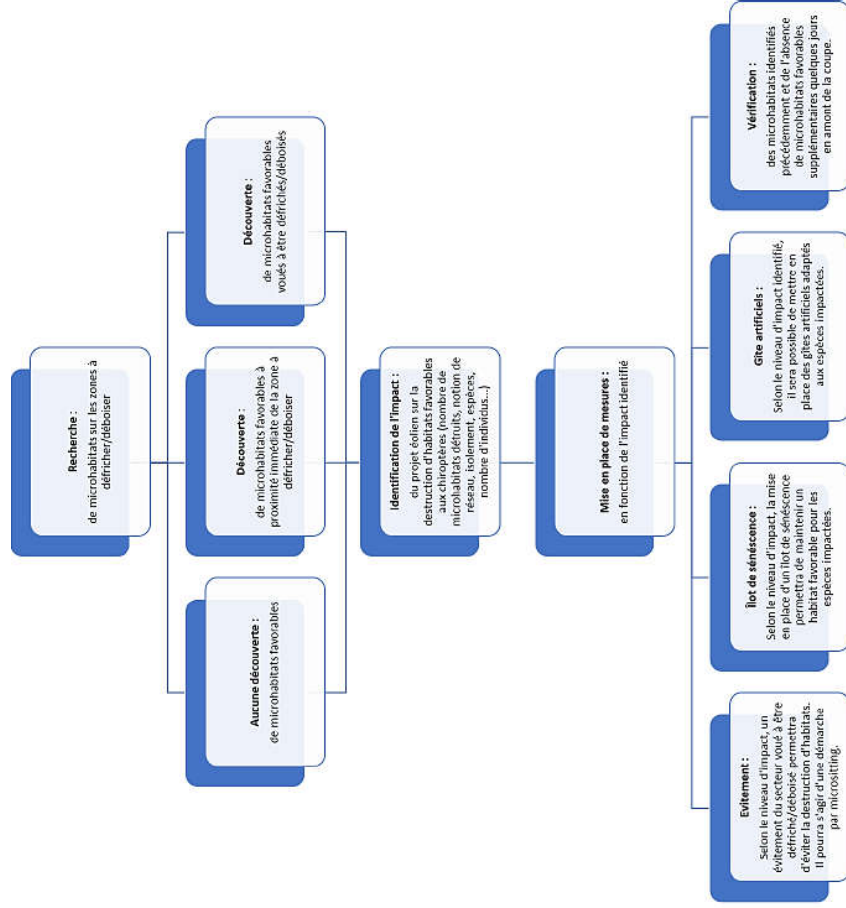 Recherche :
de microhabitats sur les zones à
défricher/déboiser
Aucune découverte :
de microhabitats favorables
Découverte :
de microhabitats favorables à
proximité immédiate de la zone à
défricher/déboiser
Découverte :
de microhabitats favorables
voués à être défrichés/déboisés
Identification de l'impact :
du projet éolien sur la
destruction d'habitats favorables
aux chiroptères (nombre de
microhabitats détruits, notion de
réseau, isolement, espèces,
nombre d'individus...)
Mise en place de mesures :
en fonction de l'impact identifié
Evitement :
Selon le niveau d'impact, un
évitement du secteur voué à être
défriché/déboisé permettra
d'éviter la destruction d'habitats.
Il pourra s'agir d'une démarche
par micrositting.
Îlot de sénéscence :
Selon le niveau d'impact, la mise
en place d'un îlot de sénéscence
permettra de maintenir un
habitat favorable pour les
espèces impactées.
Gîte artificiels :
Selon le niveau d'impact identifié,
il sera possible de mettre en
place des gîtes artificiels adaptés
aux espèces impactées.
Vérification :
des microhabitats identifiés
précédemment et de l'absence
de microhabitats favorables
supplémentaires quelques jours
en amont de la coupe.